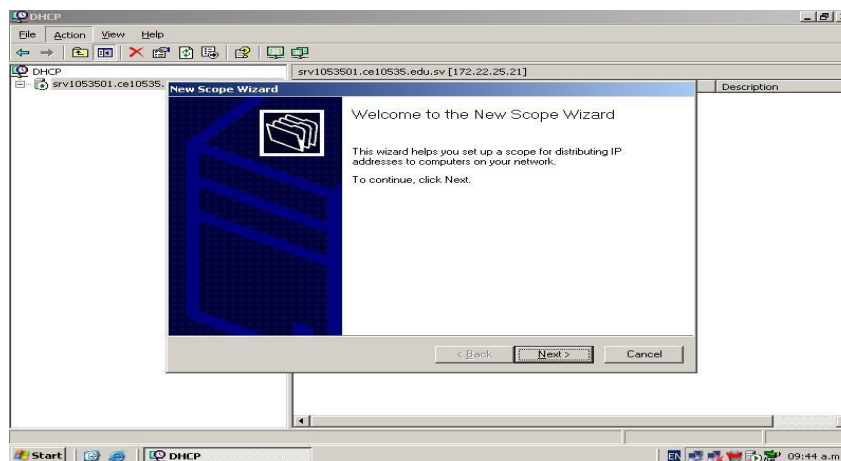 DHCP
File Action View Help
DHCP
srv1053501.ce10535.edu.sv [172.22.25.21]
srv1053501.ce10535.
Description
New Scope Wizard
Welcome to the New Scope Wizard
This wizard helps you set up a scope for distributing IP
addresses to computers on your network.
To continue, click Next.
< Back Next > Cancel
Start DHCP EN 09:44 a.m.